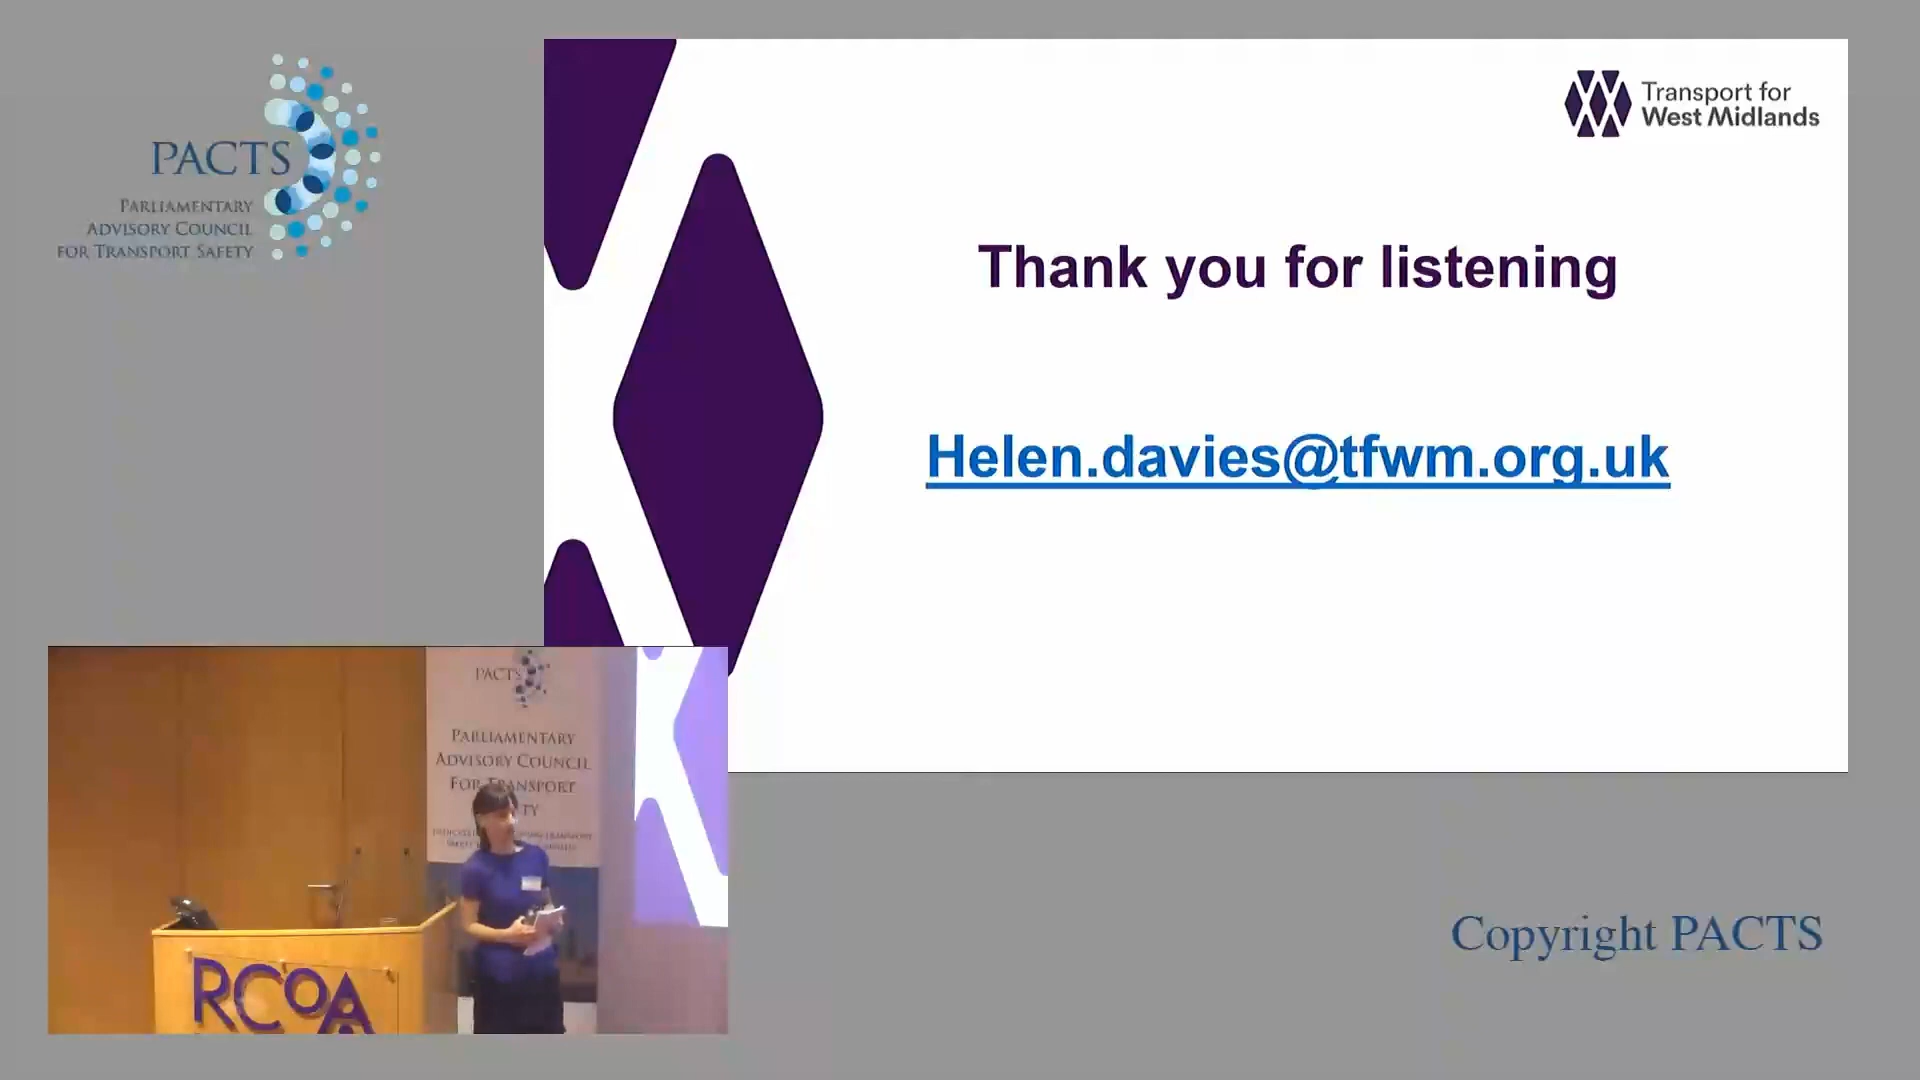 PACTS
PARLIAMENTARY
ADVISORY COUNCIL
FOR TRANSPORT SAFETY
Transport for
West Midlands
Thank you for listening
Helen.davies@tfwm.org.uk
PACTS
PARLIAMENTARY
ADVISORY COUNCIL
FOR TRANSPORT
TY
RCOA
Copyright PACTS